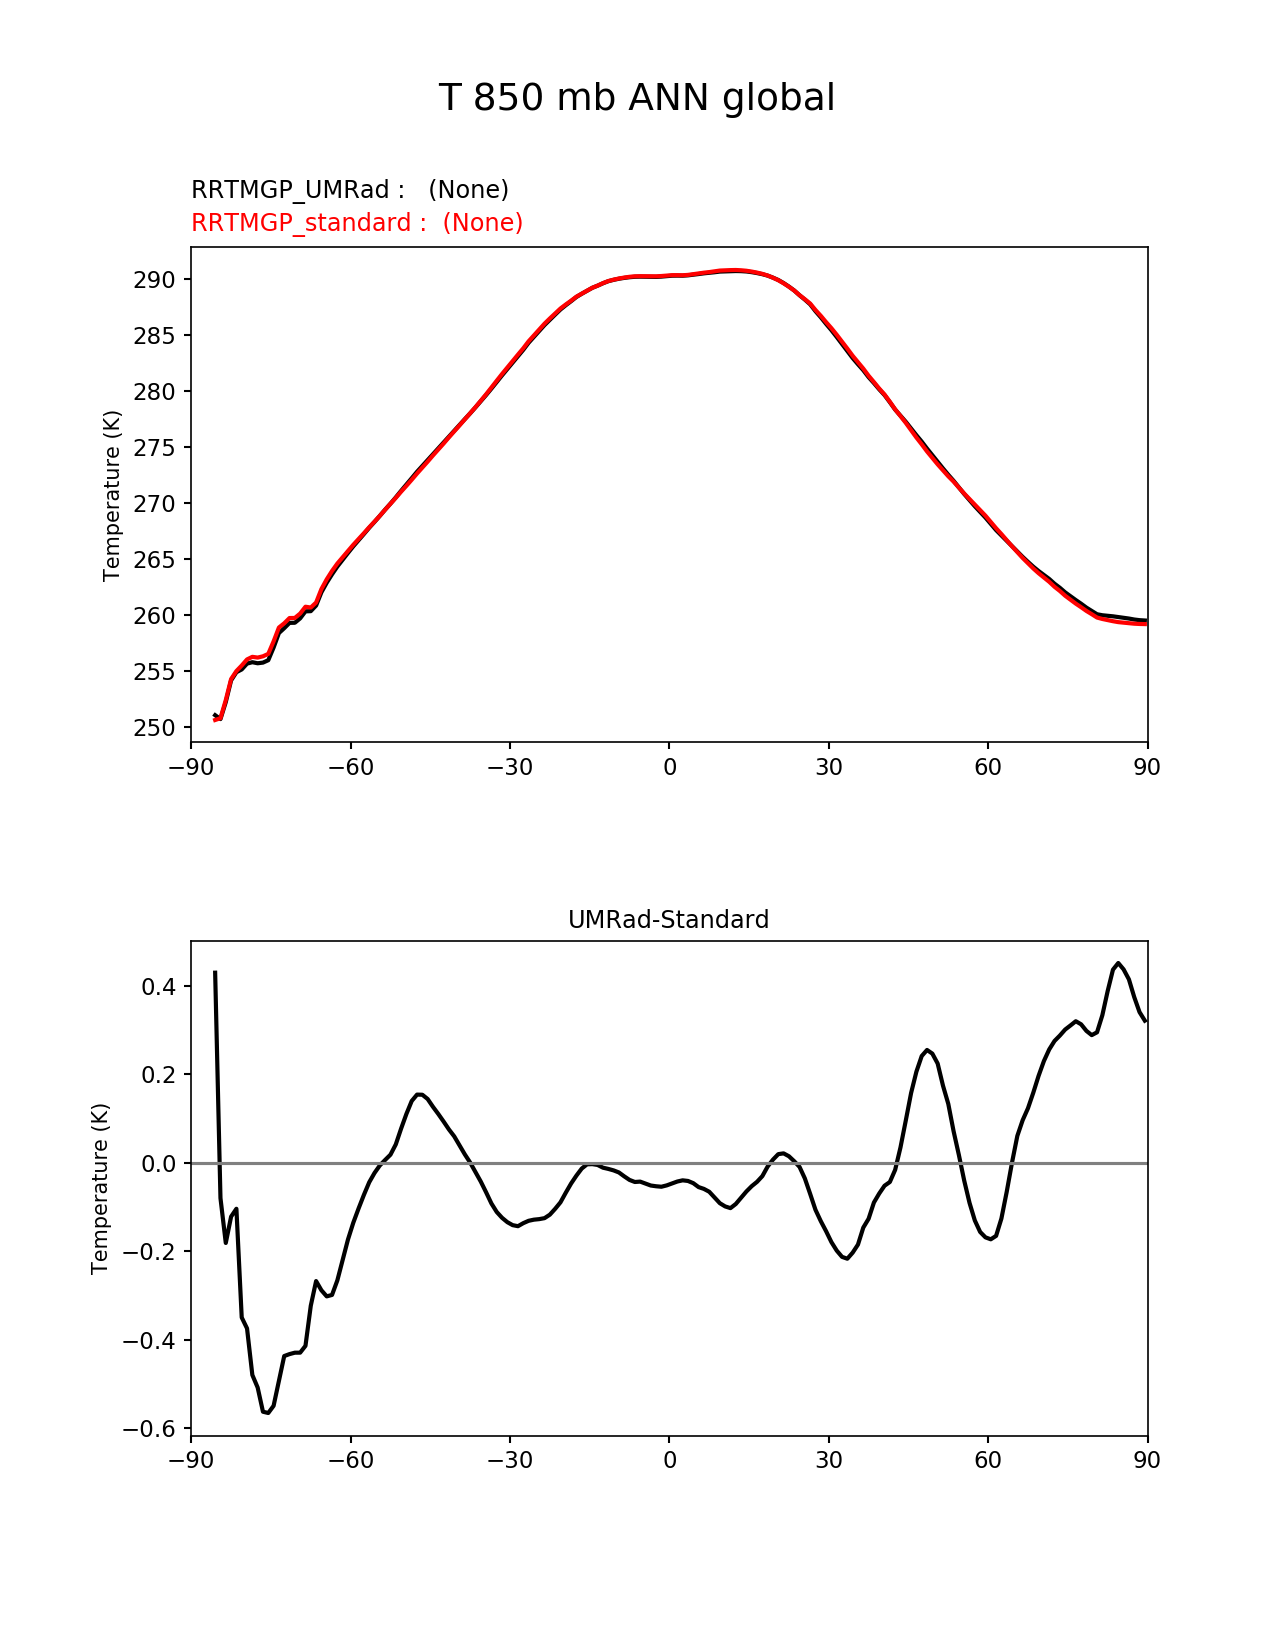 T 850 mb ANN global
RRTMGP_UMRad :   (None)
RRTMGP_standard :  (None)
Temperature (K)
290
285
280
275
270
265
260
255
250
−90 −60 −30 0 30 60 90
UMRad-Standard
Temperature (K)
0.4
0.2
0.0
−0.2
−0.4
−0.6
−90 −60 −30 0 30 60 90